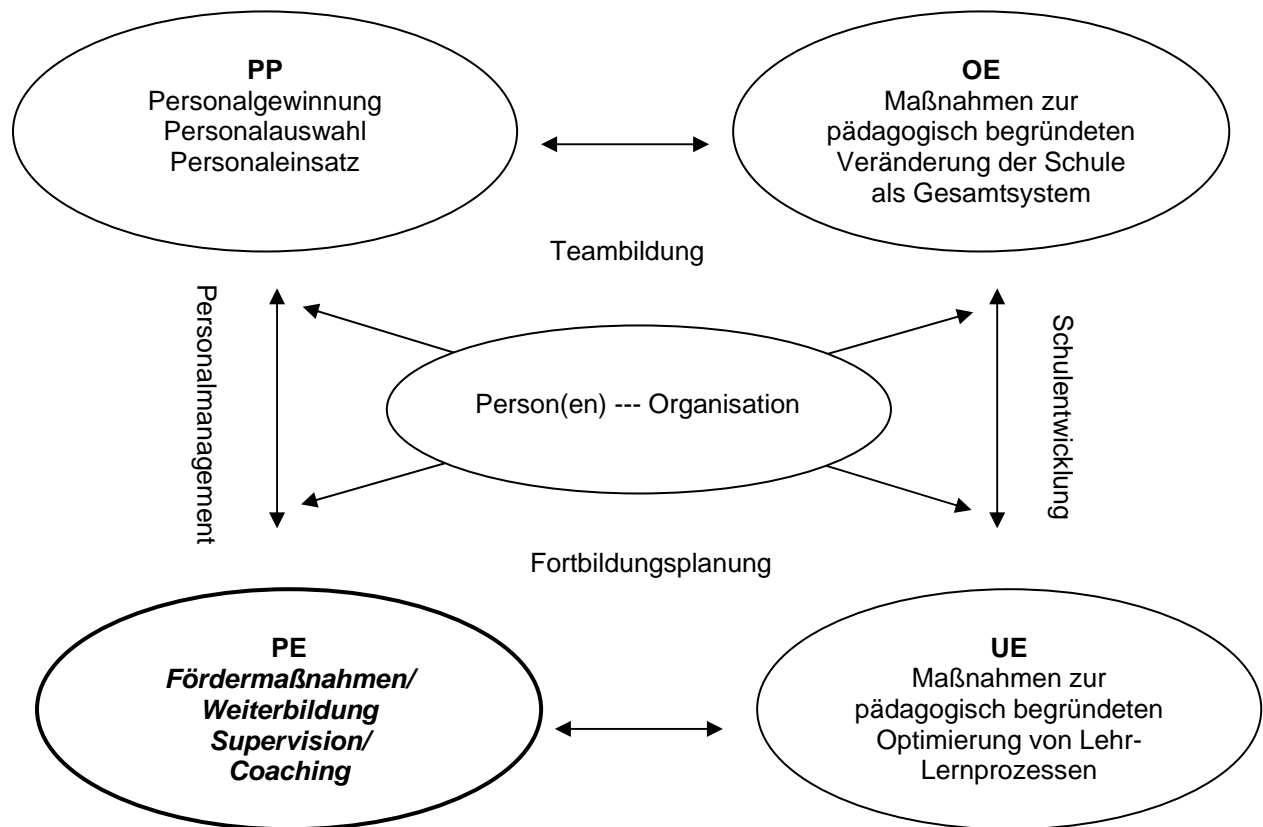 PP
Personalgewinnung
Personalauswahl
Personaleinsatz
OE
Maßnahmen zur
pädagogisch begründeten
Veränderung der Schule
als Gesamtsystem
Teambildung
Personalmanagement
Person(en) --- Organisation
Schulentwicklung
Fortbildungsplanung
PE
Fördermaßnahmen/
Weiterbildung
Supervision/
Coaching
UE
Maßnahmen zur
pädagogisch begründeten
Optimierung von Lehr-
Lernprozessen